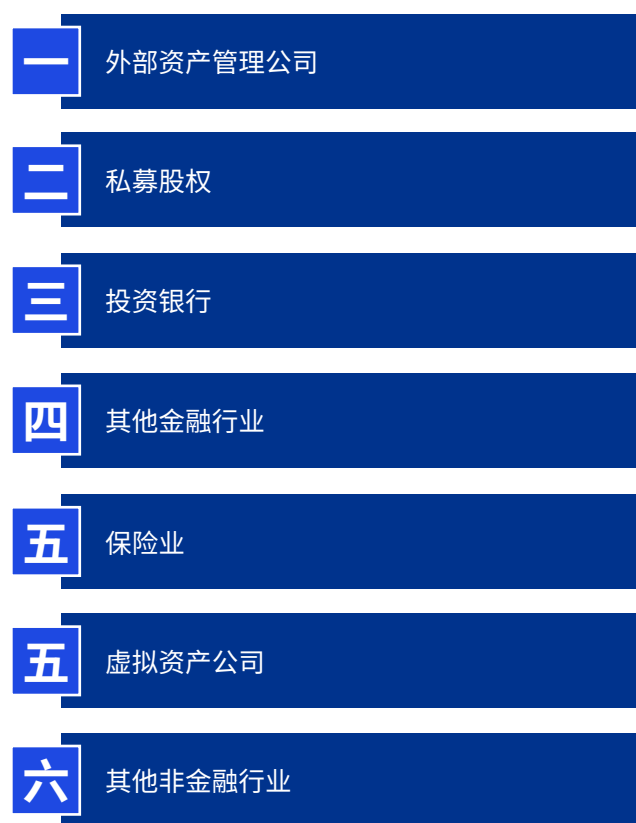 一 外部资产管理公司
二 私募股权
三 投资银行
四 其他金融行业
五 保险业
五 虚拟资产公司
六 其他非金融行业